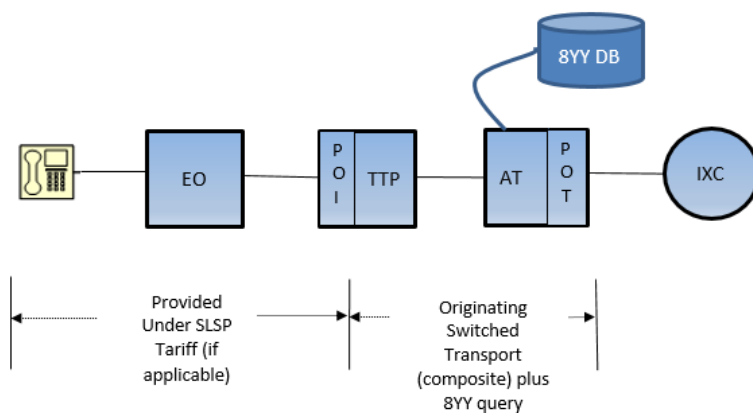 8YY DB
EO
P
O
I
TTP
AT
P
O
T
IXC
Provided
Under SLSP
Tariff (if
applicable)
Originating
Switched
Transport
(composite) plus
8YY query